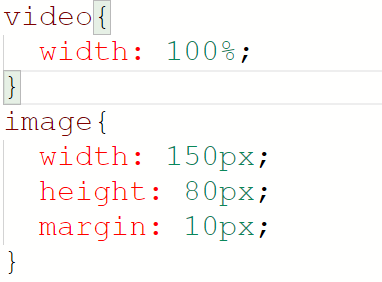 video{
  width: 100%;
}
image{
  width: 150px;
  height: 80px;
  margin: 10px;
}